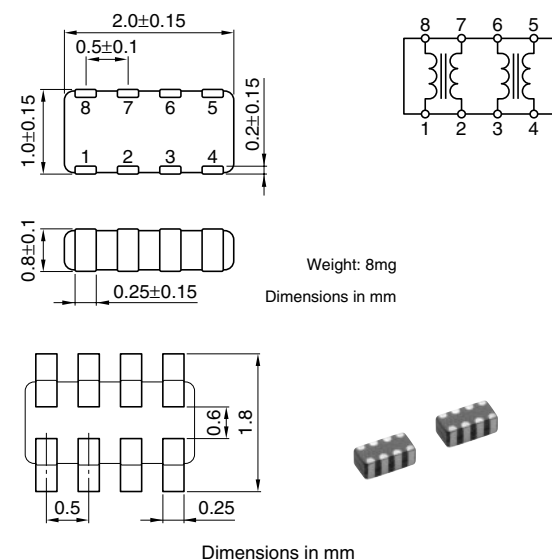 2.0±0.15
0.5±0.1
8 7 6 5
1 2 3 4
1.0±0.15
0.2±0.15
8 7 6 5
1 2 3 4
0.8±0.1
0.25±0.15
Weight: 8mg
Dimensions in mm
0.6
1.8
0.5
0.25
Dimensions in mm